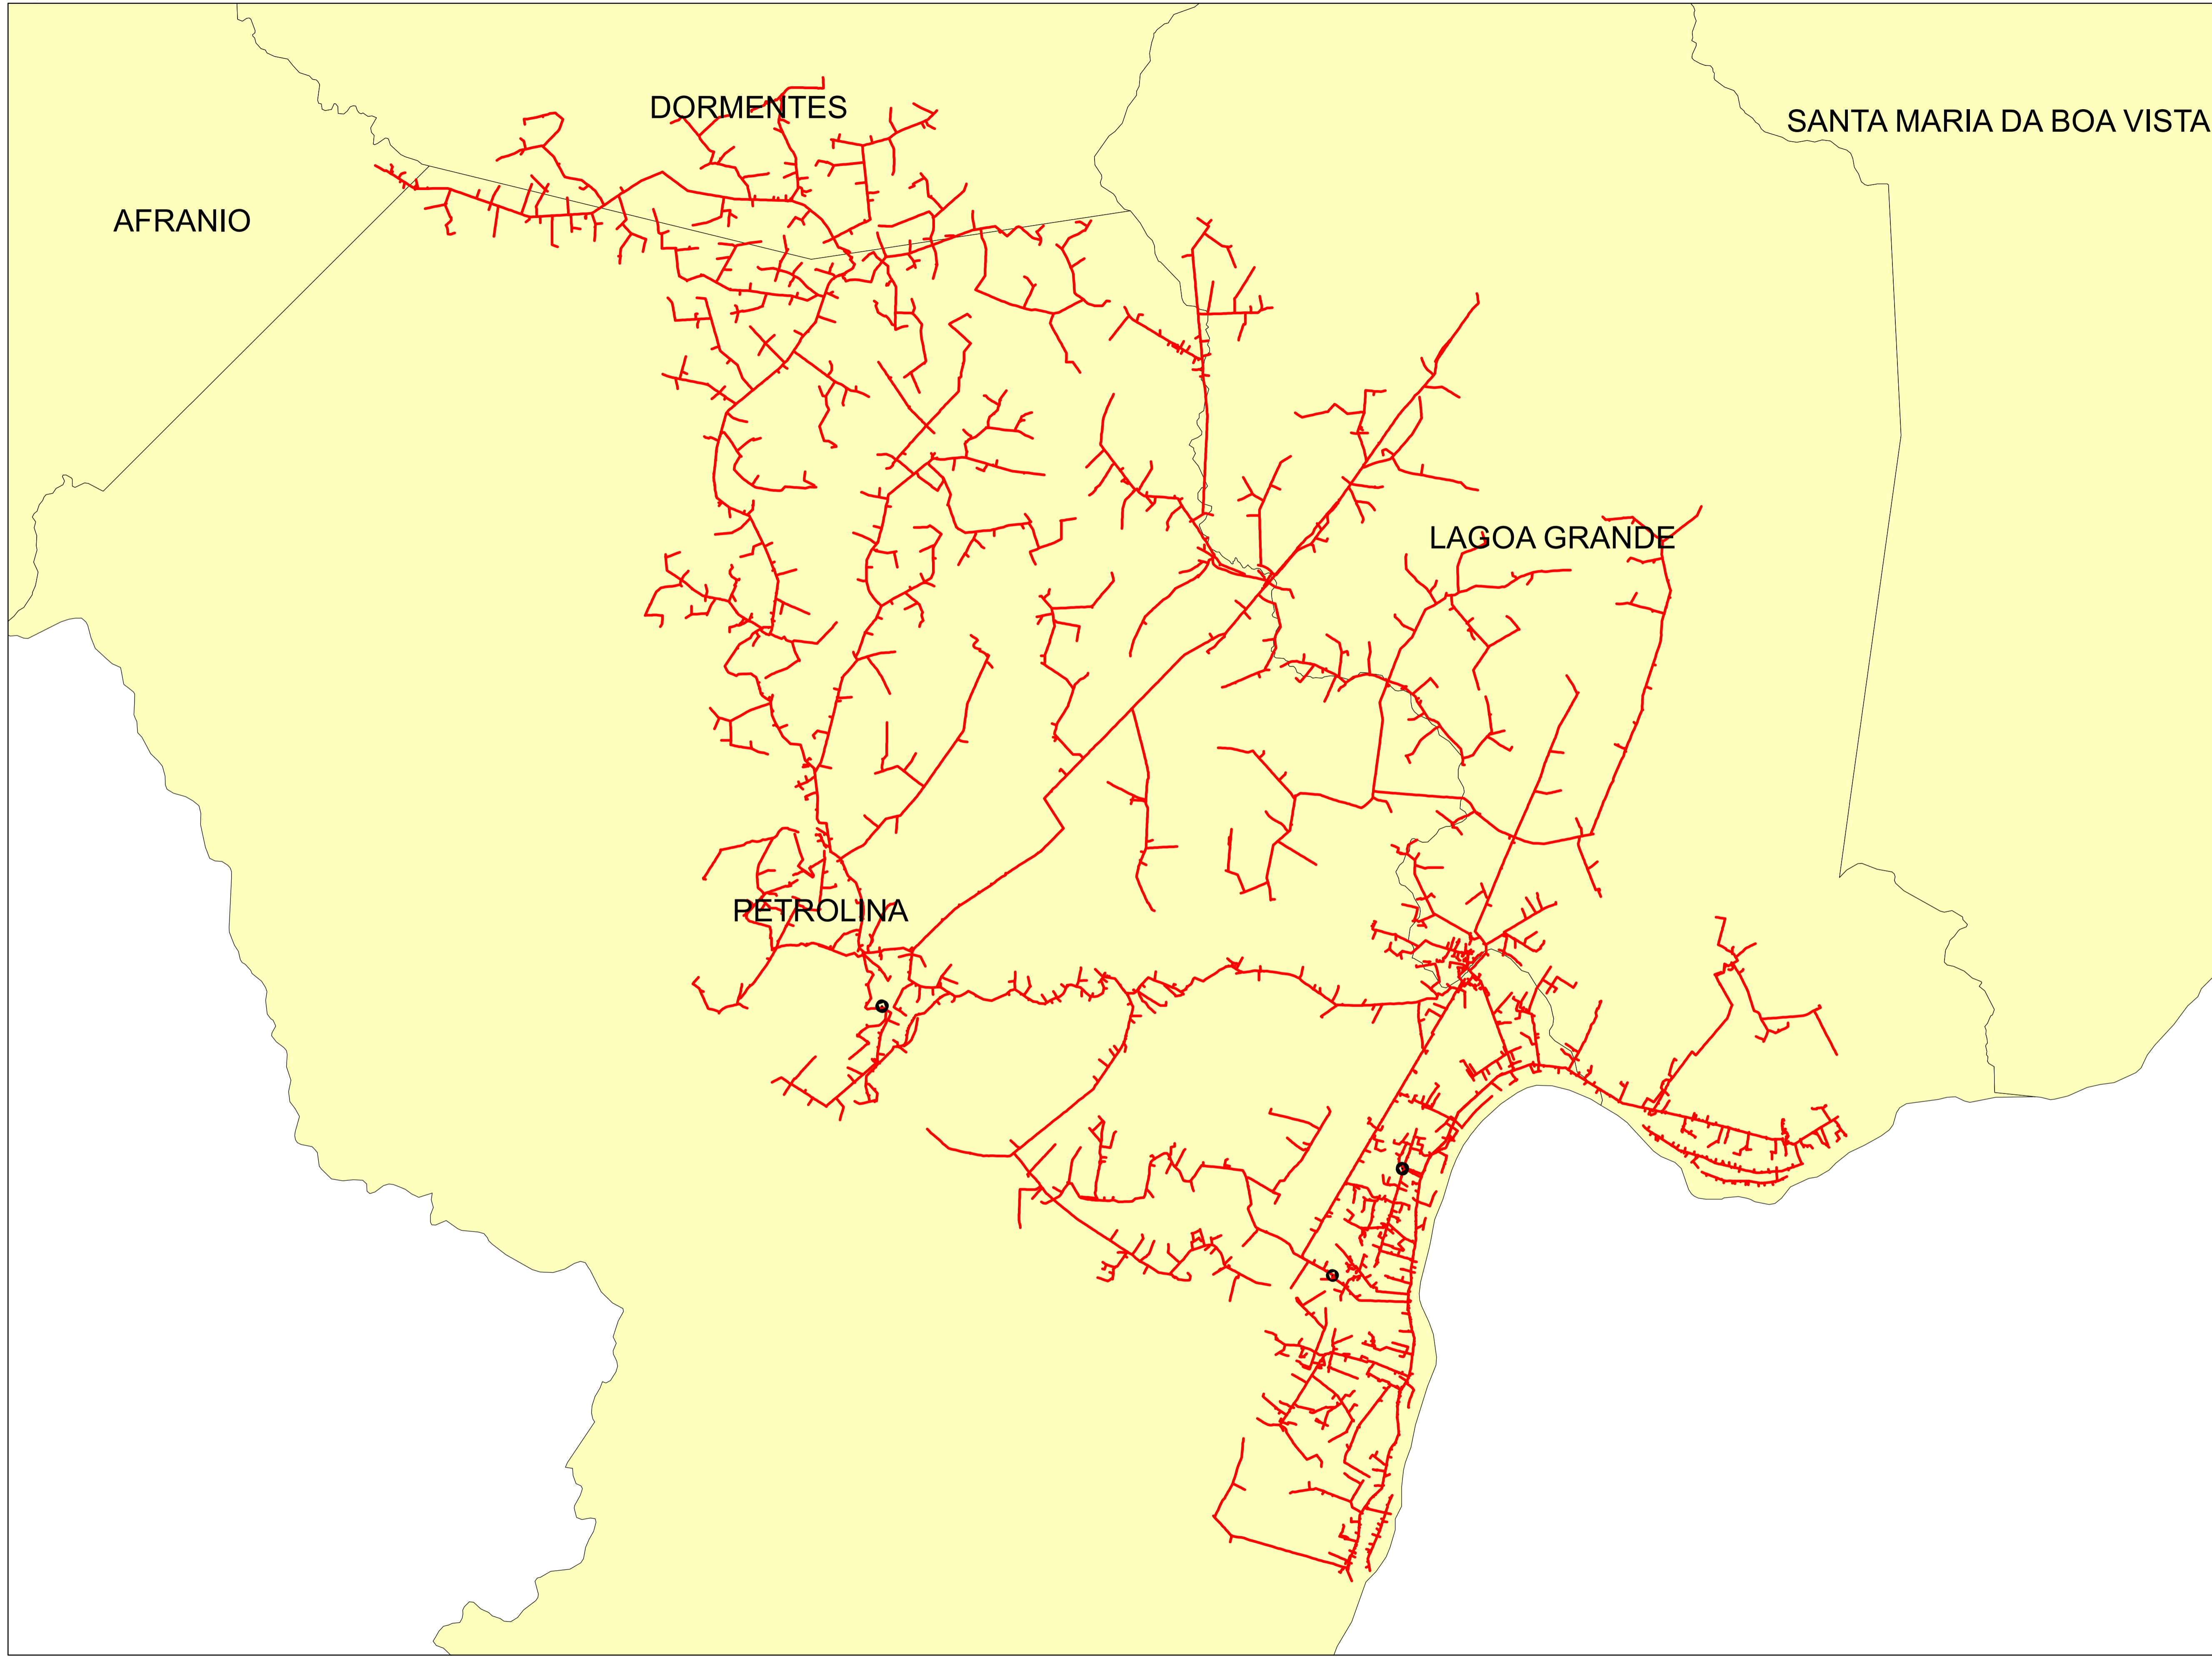 DORMENTES
SANTA MARIA DA BOA VISTA
AFRANIO
LAGOA GRANDE
PETROLINA